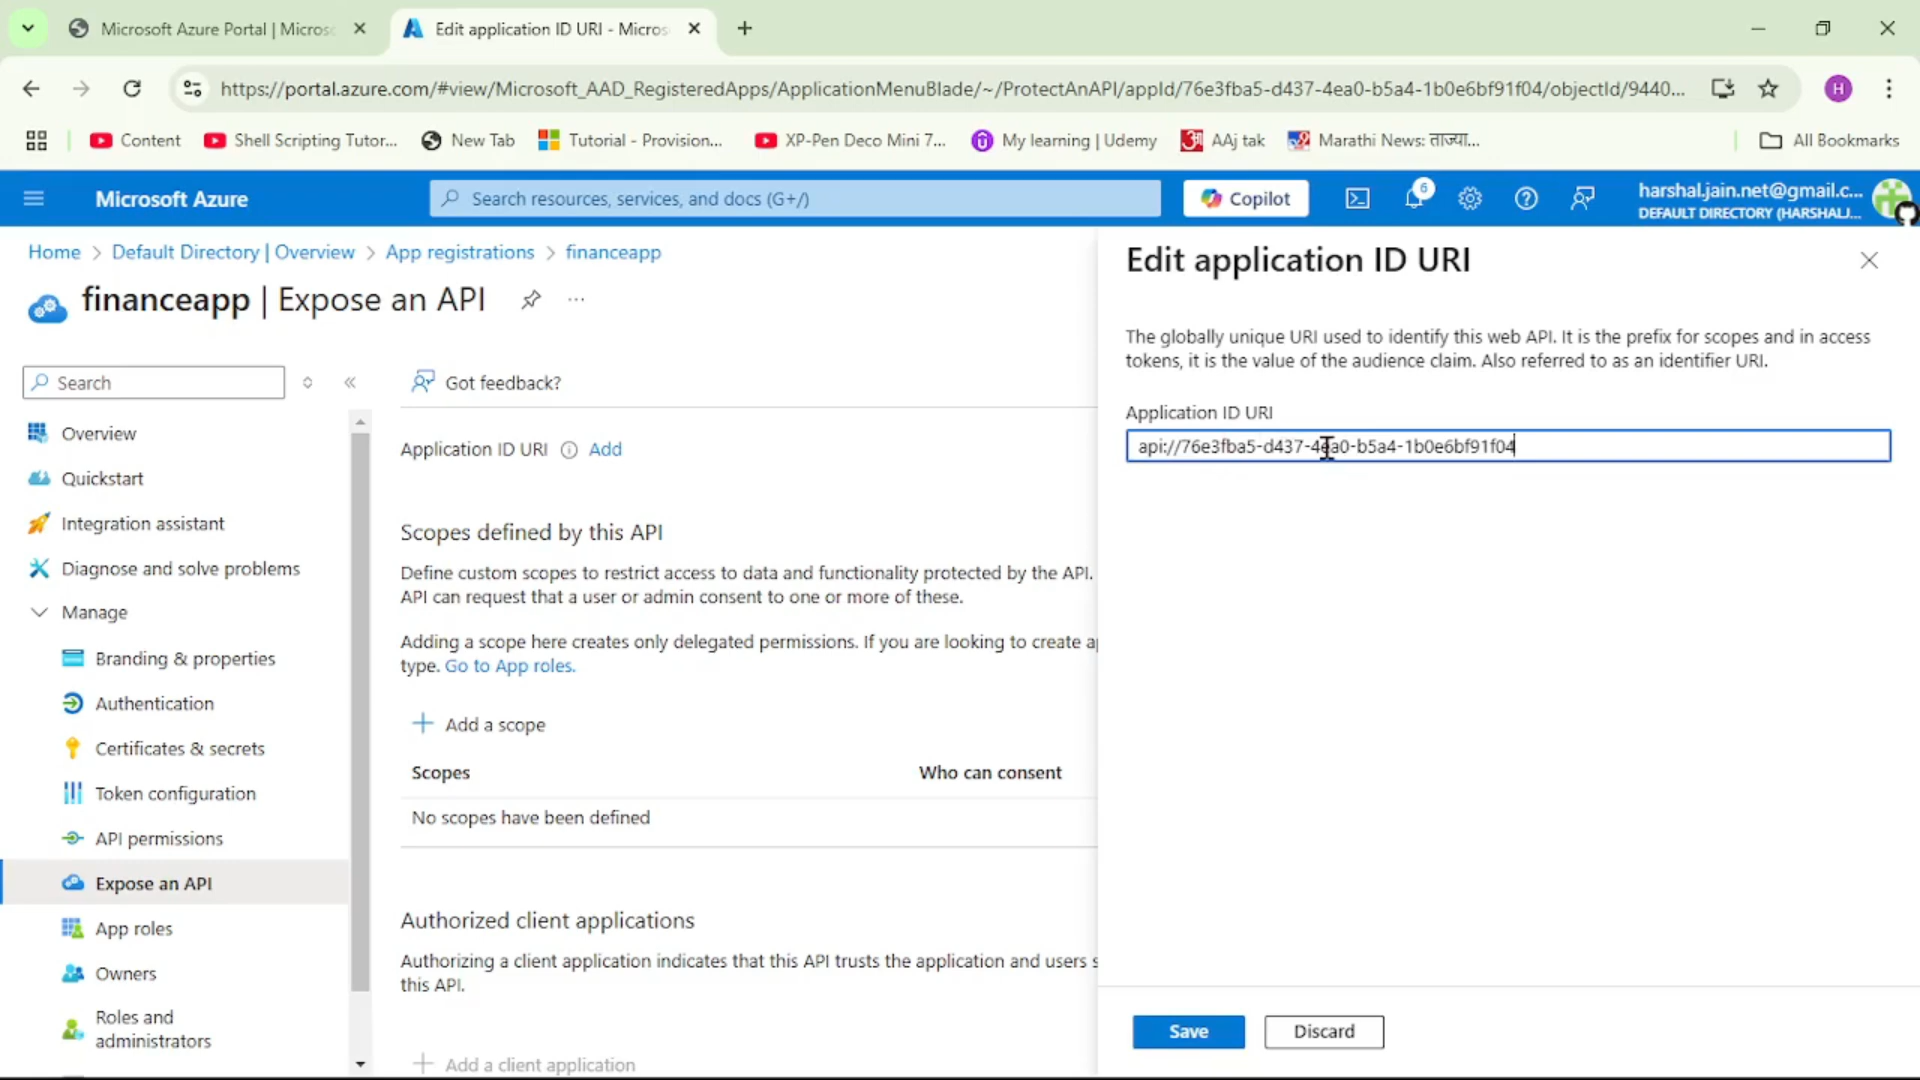 Microsoft Azure Portal | Micros
Edit application ID URI - Micros
https://portal.azure.com/#view/Microsoft_AAD_RegisteredApps/ApplicationMenuBlade/~/ProtectAnAPI/appId/76e3fba5-d437-4ea0-b5a4-1b0e6bf91f04/objectId/9440...
H
Content
Shell Scripting Tutor...
New Tab
Tutorial - Provision...
XP-Pen Deco Mini 7...
My learning | Udemy
AAj tak
Marathi News: ताज्या...
All Bookmarks
Microsoft Azure
Search resources, services, and docs (G+/)
Copilot
6
harshal.jain.net@gmail.c...
DEFAULT DIRECTORY (HARSHALJ...
Home > Default Directory | Overview > App registrations > financeapp
financeapp | Expose an API
Search
Overview
Quickstart
Integration assistant
Diagnose and solve problems
Manage
Branding & properties
Authentication
Certificates & secrets
Token configuration
API permissions
Expose an API
App roles
Owners
Roles and
administrators
Got feedback?
Application ID URI
Add
Scopes defined by this API
Define custom scopes to restrict access to data and functionality protected by the API.
API can request that a user or admin consent to one or more of these.
Adding a scope here creates only delegated permissions. If you are looking to create a
type. Go to App roles.
Add a scope
Scopes
Who can consent
No scopes have been defined
Authorized client applications
Authorizing a client application indicates that this API trusts the application and users s
this API.
Add a client application
Edit application ID URI
The globally unique URI used to identify this web API. It is the prefix for scopes and in access
tokens, it is the value of the audience claim. Also referred to as an identifier URI.
Application ID URI
api://76e3fba5-d437-4ea0-b5a4-1b0e6bf91f04
Save
Discard